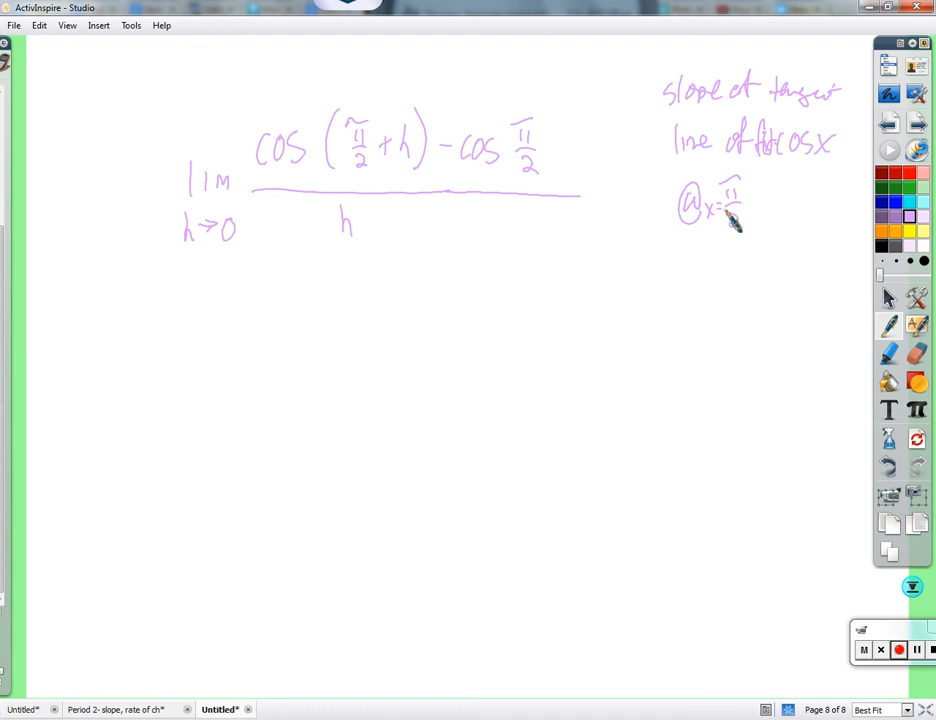 ActivInspire - Studio
File Edit View Insert Tools Help
slope of tangent
line of cos x
cos (π/2 + h) - cos π/2
lim
h→0
h
@ x = π/2
M
Untitled* Period 2- slope, rate of ch* Untitled* Page 8 of 8 Best Fit